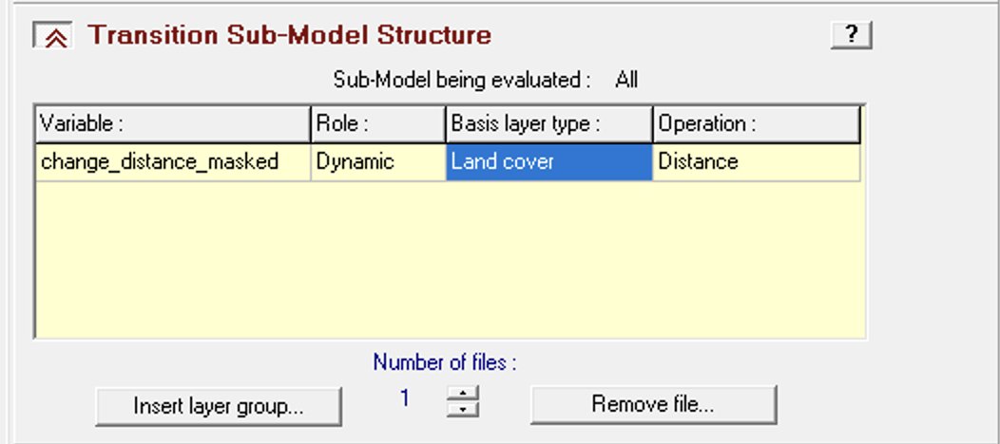 Transition Sub-Model Structure
?
Sub-Model being evaluated : All
Variable : Role : Basis layer type : Operation :
change_distance_masked Dynamic Land cover Distance
Number of files :
Insert layer group... 1 Remove file...